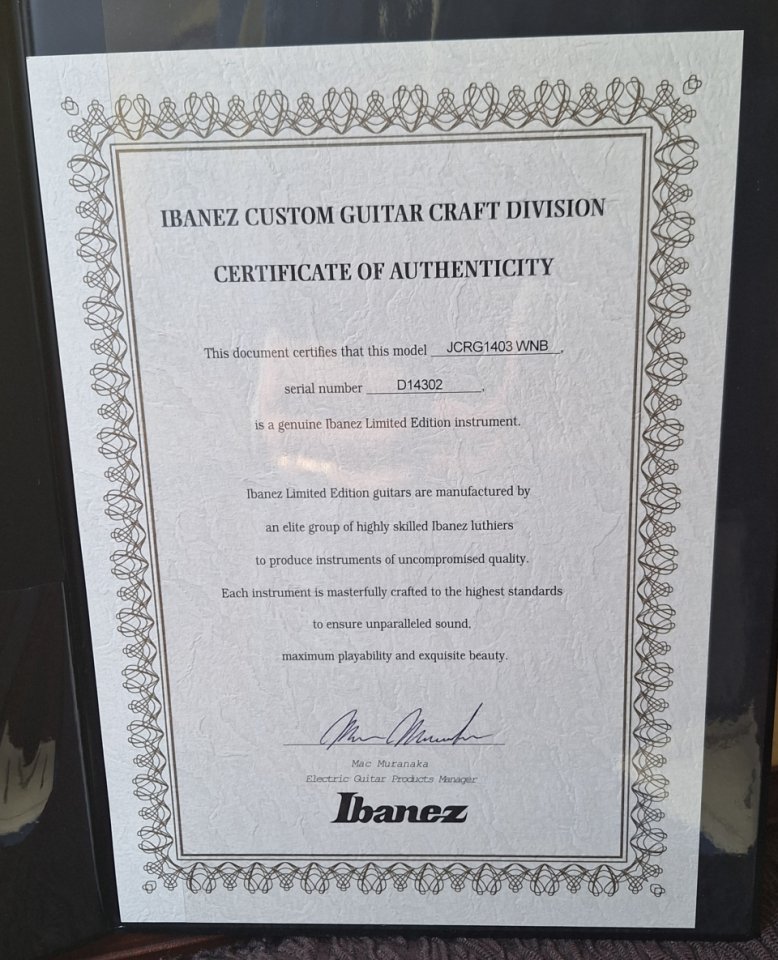 IBANEZ CUSTOM GUITAR CRAFT DIVISION
CERTIFICATE OF AUTHENTICITY
This document certifies that this model JCRG1403 WNB,
serial number D14302,
is a genuine Ibanez Limited Edition instrument.
Ibanez Limited Edition guitars are manufactured by
an elite group of highly skilled Ibanez luthiers
to produce instruments of uncompromised quality.
Each instrument is masterfully crafted to the highest standards
to ensure unparalleled sound,
maximum playability and exquisite beauty.
Mac Muranaka
Electric Guitar Products Manager
Ibanez